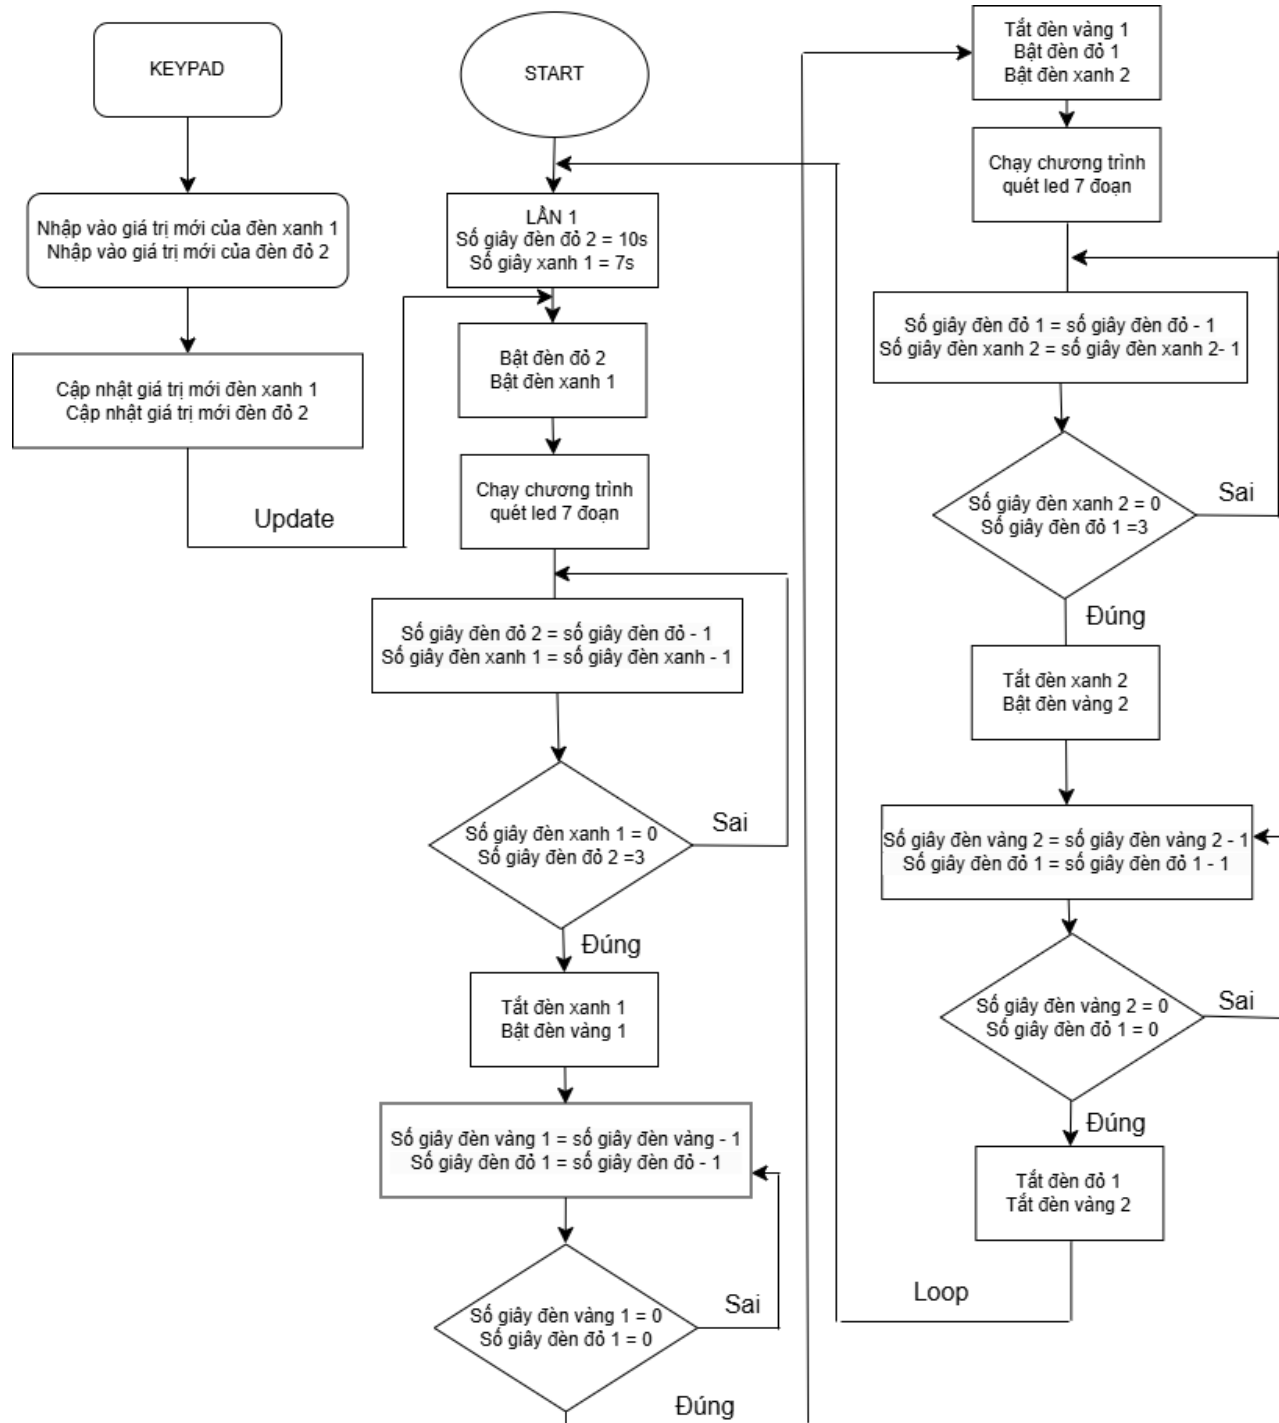 KEYPAD
Nhập vào giá trị mới của đèn xanh 1
Nhập vào giá trị mới của đèn đỏ 2
Cập nhật giá trị mới đèn xanh 1
Cập nhật giá trị mới đèn đỏ 2
Update
START
LẦN 1
Số giây đèn đỏ 2 = 10s
Số giây xanh 1 = 7s
Bật đèn đỏ 2
Bật đèn xanh 1
Chạy chương trình
quét led 7 đoạn
Số giây đèn đỏ 2 = số giây đèn đỏ - 1
Số giây đèn xanh 1 = số giây đèn xanh - 1
Số giây đèn xanh 1 = 0
Số giây đèn đỏ 2 =3
Sai
Đúng
Tắt đèn xanh 1
Bật đèn vàng 1
Số giây đèn vàng 1 = số giây đèn vàng - 1
Số giây đèn đỏ 1 = số giây đèn đỏ - 1
Số giây đèn vàng 1 = 0
Số giây đèn đỏ 1 = 0
Sai
Đúng
Tắt đèn vàng 1
Bật đèn đỏ 1
Bật đèn xanh 2
Chạy chương trình
quét led 7 đoạn
Số giây đèn đỏ 1 = số giây đèn đỏ - 1
Số giây đèn xanh 2 = số giây đèn xanh 2- 1
Số giây đèn xanh 2 = 0
Số giây đèn đỏ 1 =3
Sai
Đúng
Tắt đèn xanh 2
Bật đèn vàng 2
Số giây đèn vàng 2 = số giây đèn vàng 2 - 1
Số giây đèn đỏ 1 = số giây đèn đỏ 1 - 1
Số giây đèn vàng 2 = 0
Số giây đèn đỏ 1 = 0
Sai
Đúng
Tắt đèn đỏ 1
Tắt đèn vàng 2
Loop